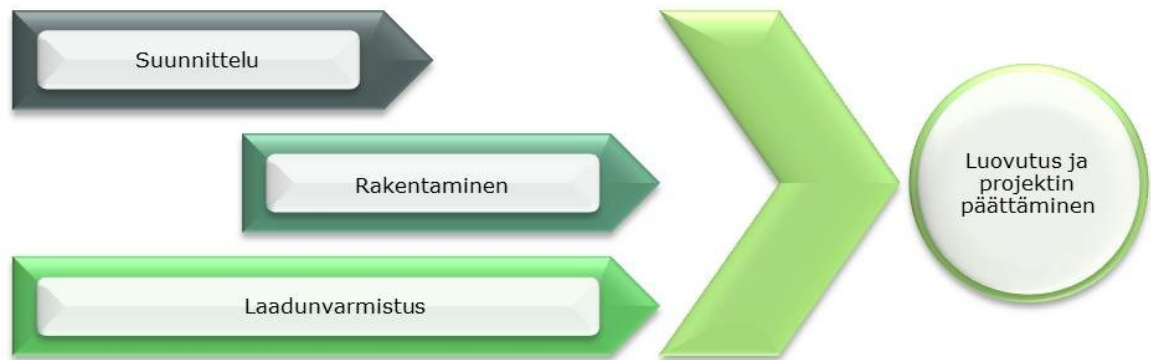 Suunnittelu
Rakentaminen
Laadunvarmistus
Luovutus ja
projektin
päättäminen